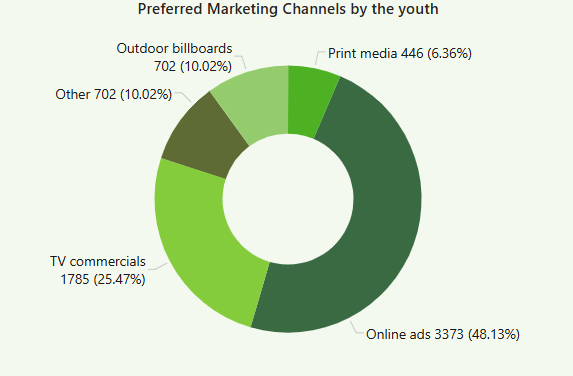 Preferred Marketing Channels by the youth
Outdoor billboards
702 (10.02%)
Print media 446 (6.36%)
Other 702 (10.02%)
TV commercials
1785 (25.47%)
Online ads 3373 (48.13%)